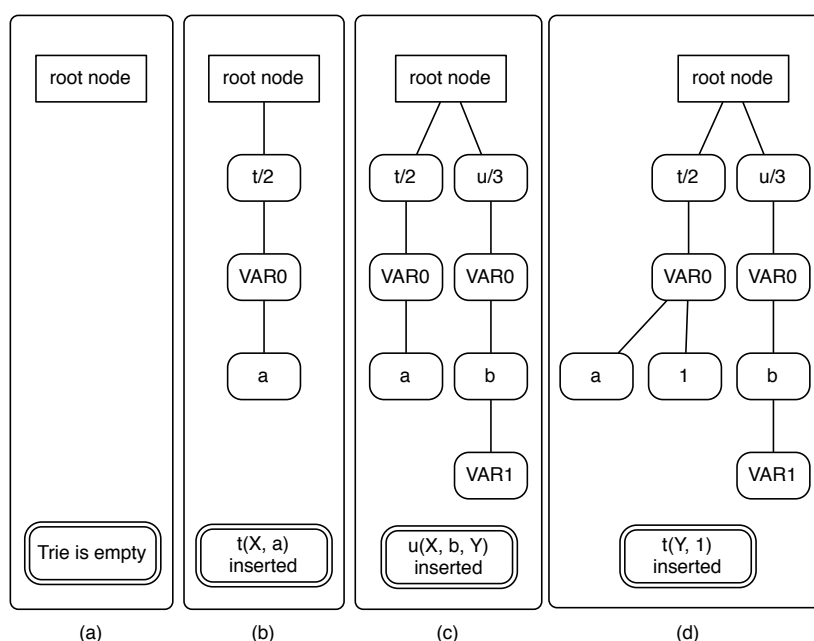 root node
Trie is empty
(a)
root node
t/2
VAR0
a
t(X, a)
inserted
(b)
root node
t/2
u/3
VAR0
VAR0
a
b
VAR1
u(X, b, Y)
inserted
(c)
root node
t/2
u/3
VAR0
VAR0
a
1
b
VAR1
t(Y, 1)
inserted
(d)